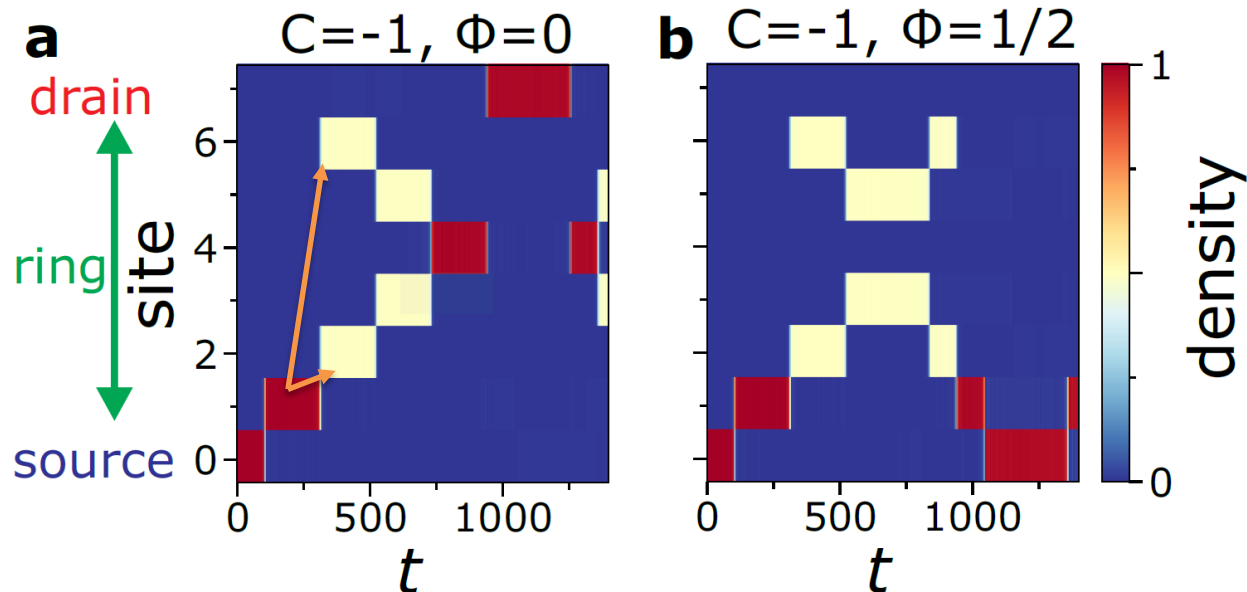 a
C=-1, Φ=0
drain
ring
source
site
6
4
2
0
0
500
1000
t
b
C=-1, Φ=1/2
0
500
1000
t
1
0
density